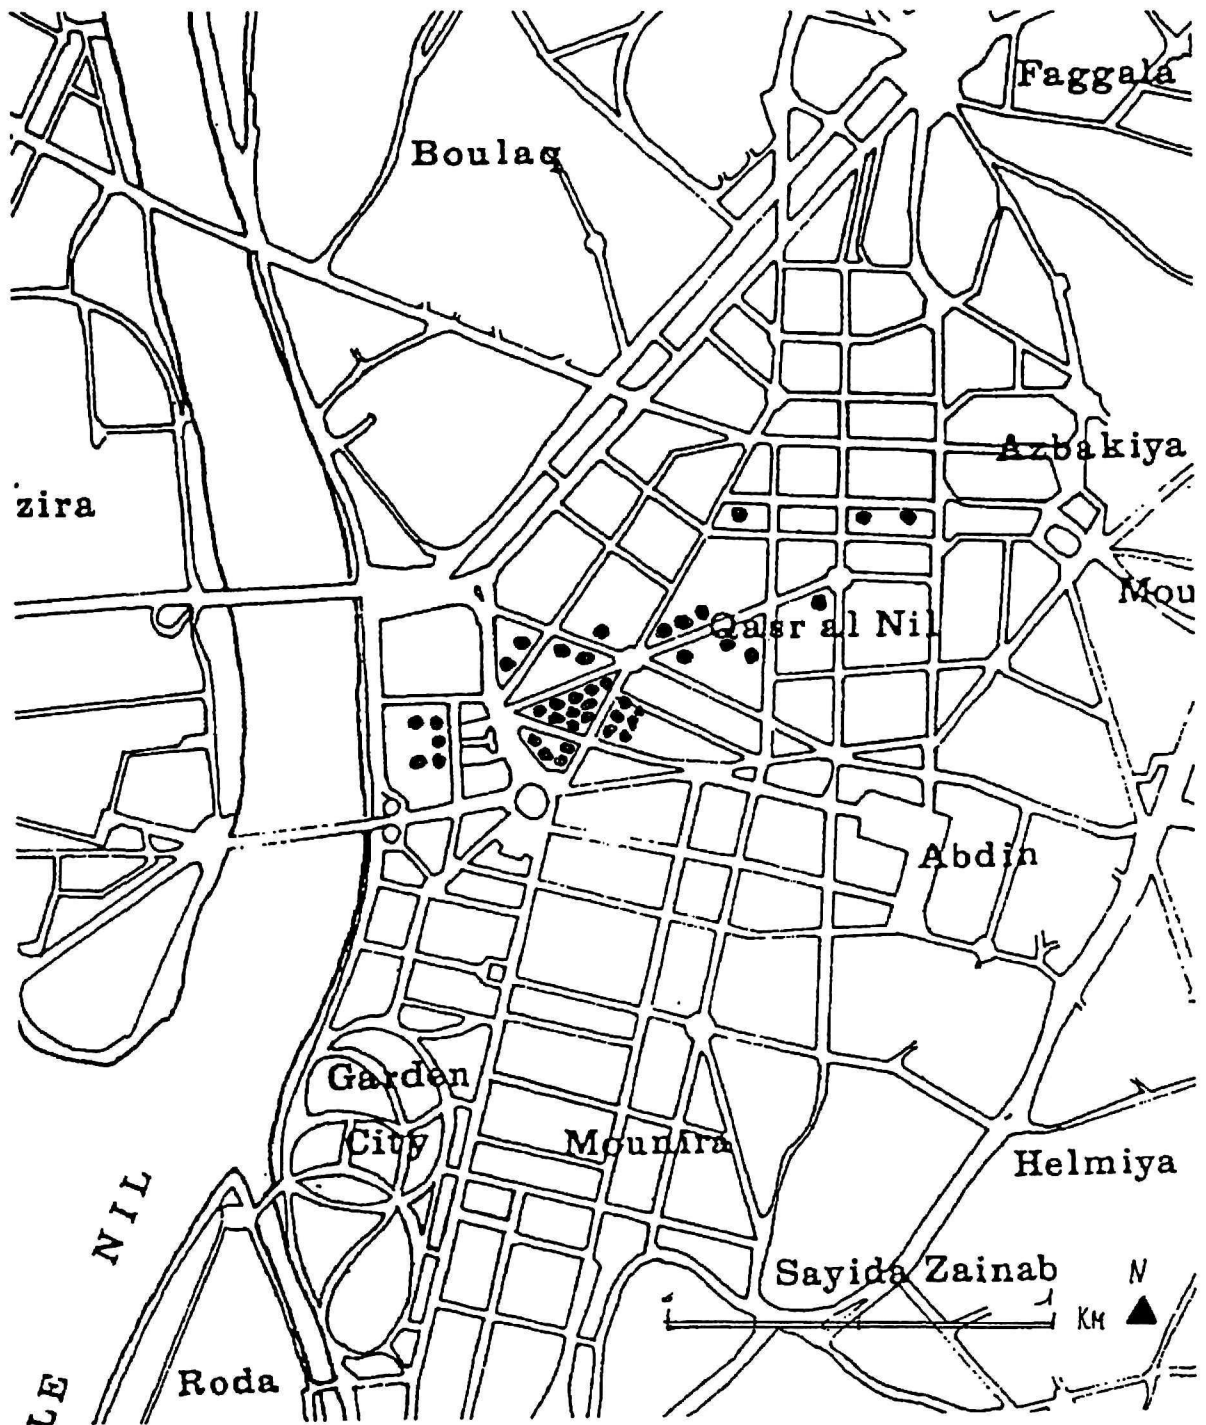 Faggala
Boulaq
Azbakiya
zira
Mou
Qasr al Nil
Abdin
Garden
City
Mounira
Helmiya
NIL
Sayida Zainab
N
1
KM
Roda
LE